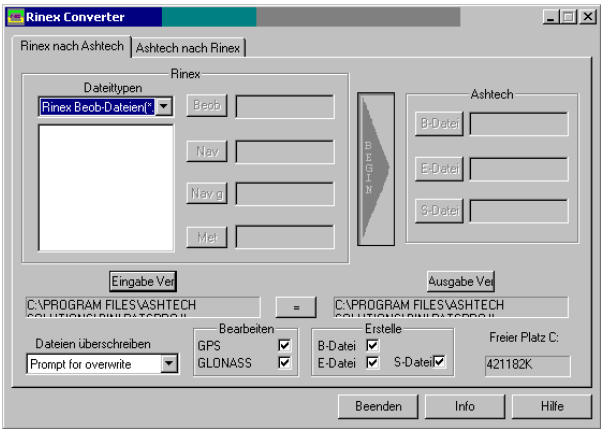 Rinex Converter
Rinex nach Ashtech
Ashtech nach Rinex
Rinex
Dateittypen
Rinex Beob-Dateien(*.
Beob
Nav
Nav g
Met
BEGIN
Ashtech
B-Datei
E-Datei
S-Datei
Eingabe Ver
Ausgabe Ver
C:\PROGRAM FILES\ASHTECH
=
C:\PROGRAM FILES\ASHTECH
Dateien überschreiben
Prompt for overwrite
Bearbeiten
GPS
GLONASS
Erstelle
B-Datei
E-Datei
S-Datei
Freier Platz C:
421182K
Beenden
Info
Hilfe